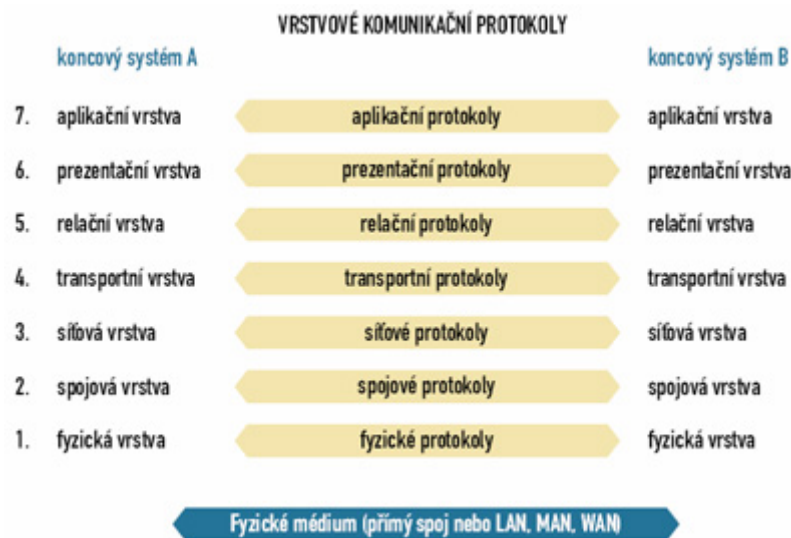 VRSTVOVÉ KOMUNIKAČNÍ PROTOKOLY
koncový systém A koncový systém B
7. aplikační vrstva aplikační protokoly aplikační vrstva
6. prezentační vrstva prezentační protokoly prezentační vrstva
5. relační vrstva relační protokoly relační vrstva
4. transportní vrstva transportní protokoly transportní vrstva
3. síťová vrstva síťové protokoly síťová vrstva
2. spojová vrstva spojové protokoly spojová vrstva
1. fyzická vrstva fyzické protokoly fyzická vrstva
Fyzické médium (přímý spoj nebo LAN, MAN, WAN)